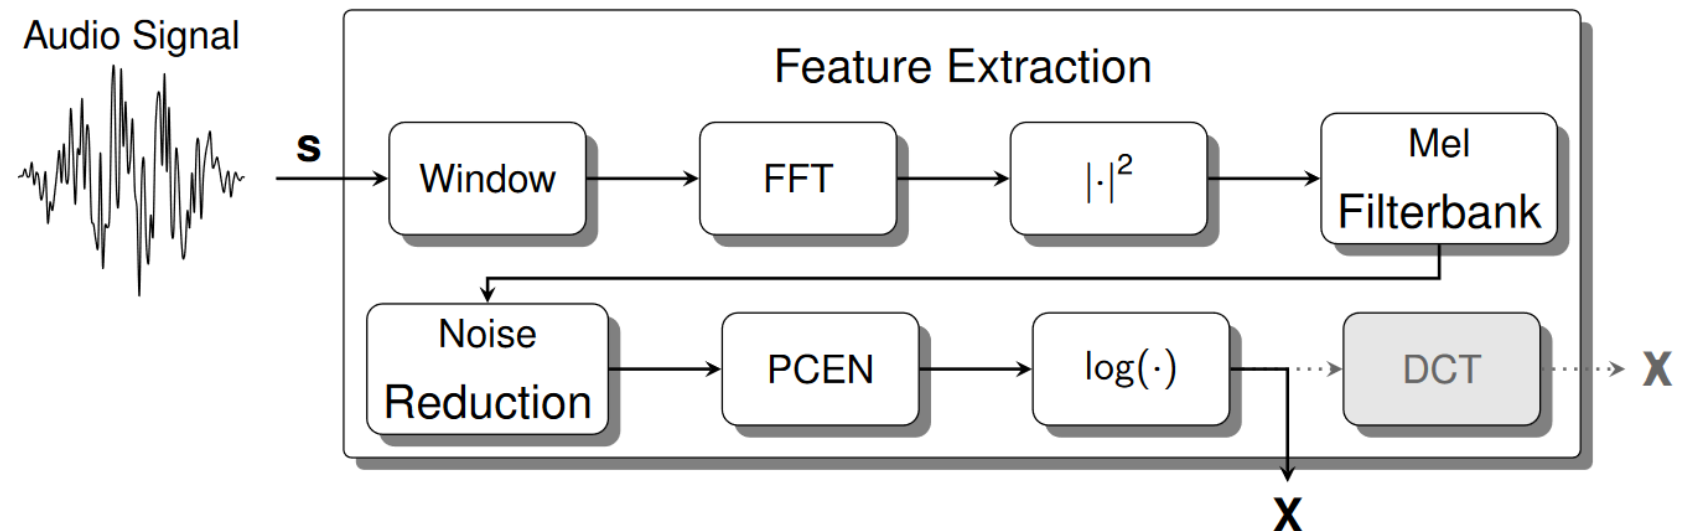 Audio Signal
Feature Extraction
s
Window
FFT
|·|²
Mel
Filterbank
Noise
Reduction
PCEN
log(·)
DCT
X
X